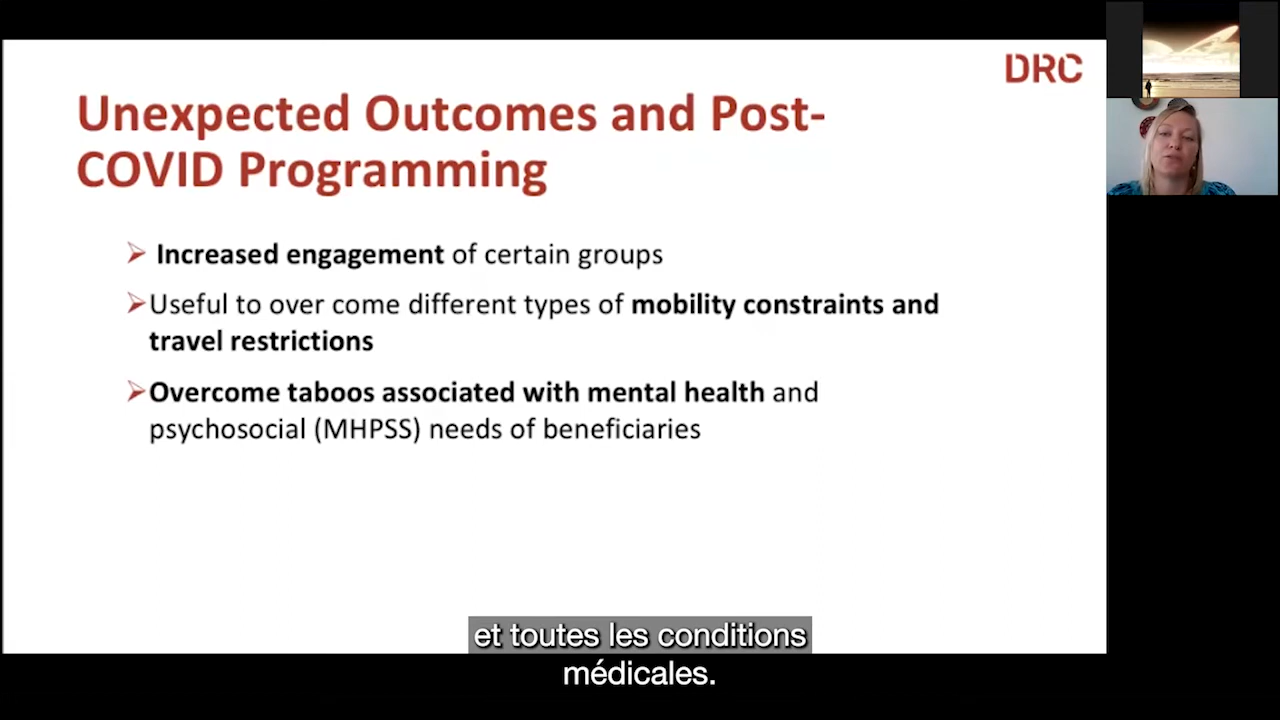 DRC
Unexpected Outcomes and Post-
COVID Programming
Increased engagement of certain groups
Useful to over come different types of mobility constraints and
travel restrictions
Overcome taboos associated with mental health and
psychosocial (MHPSS) needs of beneficiaries
et toutes les conditions
médicales.